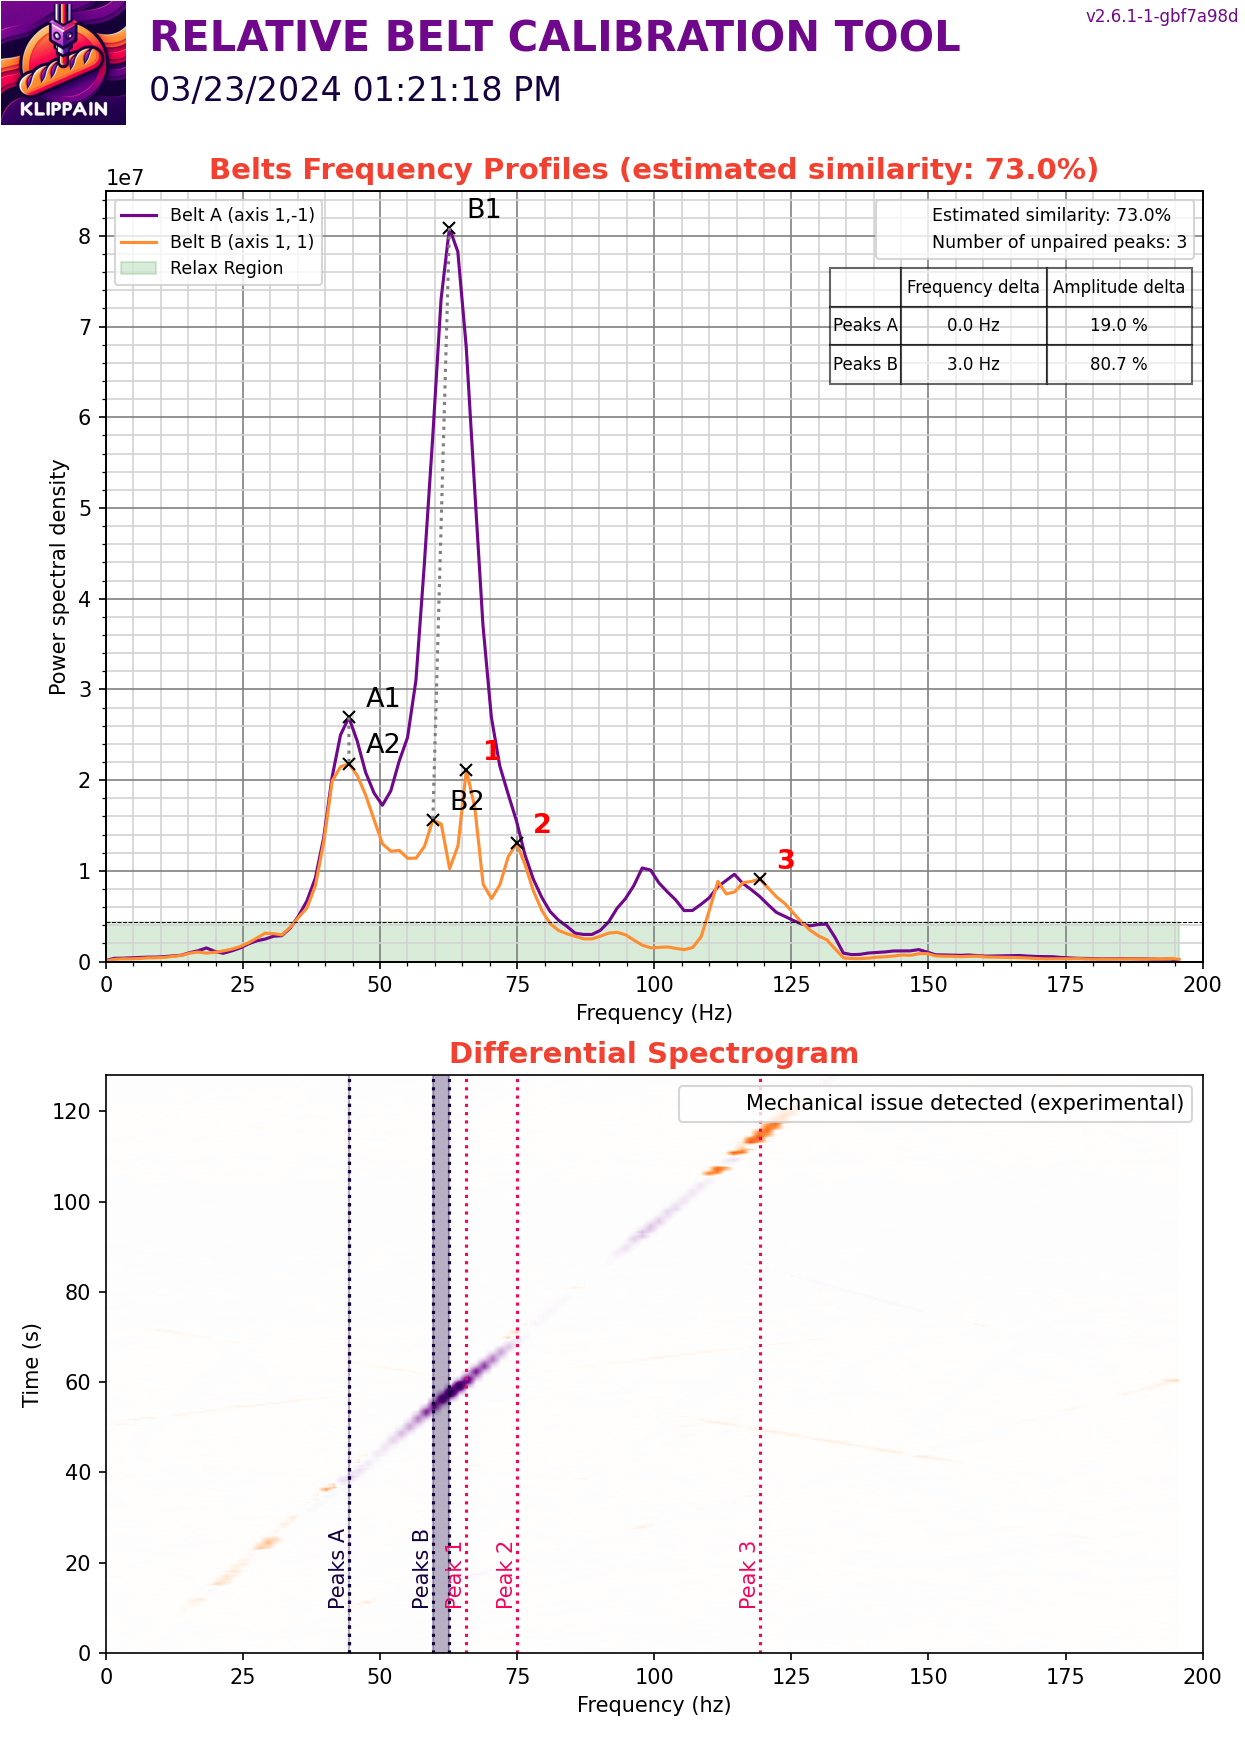 KLIPPAIN
RELATIVE BELT CALIBRATION TOOL
v2.6.1-1-gbf7a98d
03/23/2024 01:21:18 PM
Belts Frequency Profiles (estimated similarity: 73.0%)
1e7
Belt A (axis 1,-1)
Belt B (axis 1, 1)
Relax Region
Estimated similarity: 73.0%
Number of unpaired peaks: 3
Frequency delta Amplitude delta
Peaks A 0.0 Hz 19.0 %
Peaks B 3.0 Hz 80.7 %
B1
A1
A2
1
B2
2
3
Power spectral density
8
7
6
5
4
3
2
1
0
0 25 50 75 100 125 150 175 200
Frequency (Hz)
Differential Spectrogram
Mechanical issue detected (experimental)
Time (s)
120
100
80
60
40
20
0
Peaks A
Peaks B
Peak 1
Peak 2
Peak 3
0 25 50 75 100 125 150 175 200
Frequency (hz)